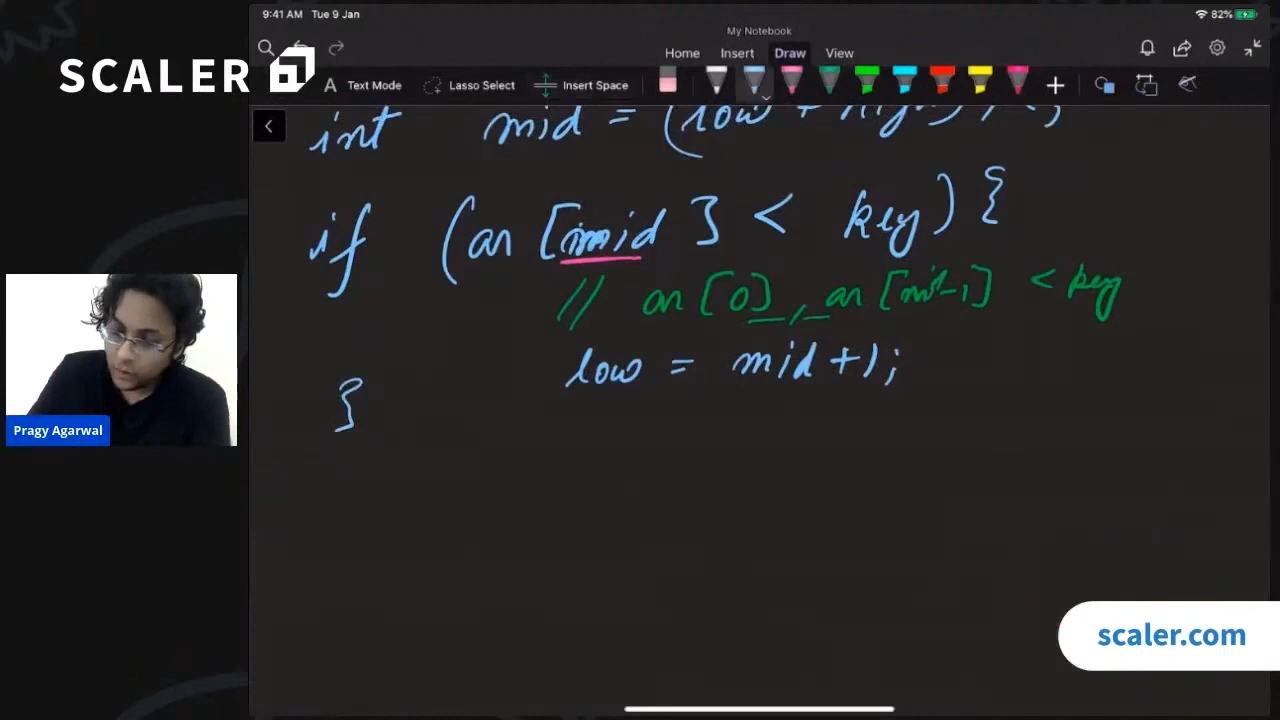 9:41 AM Tue 9 Jan
82%
My Notebook
Home Insert Draw View
SCALER
Text Mode Lasso Select Insert Space
int mid = (low + high) / 2;
if (arr[mid] < key) {
// arr[0] _ , _ arr[mid-1] < key
low = mid + 1;
}
Pragy Agarwal
scaler.com